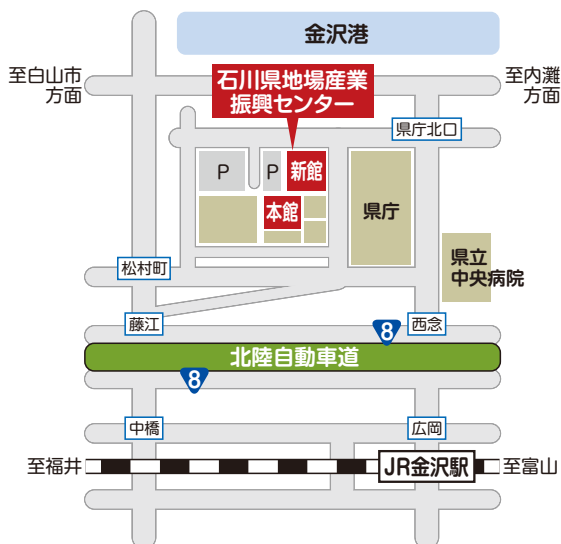 金沢港
至白山市
方面
石川県地場産業
振興センター
至内灘
方面
県庁北口
P
P
新館
本館
県庁
県立
中央病院
松村町
藤江
8
西念
北陸自動車道
8
中橋
広岡
至福井
JR金沢駅
至富山